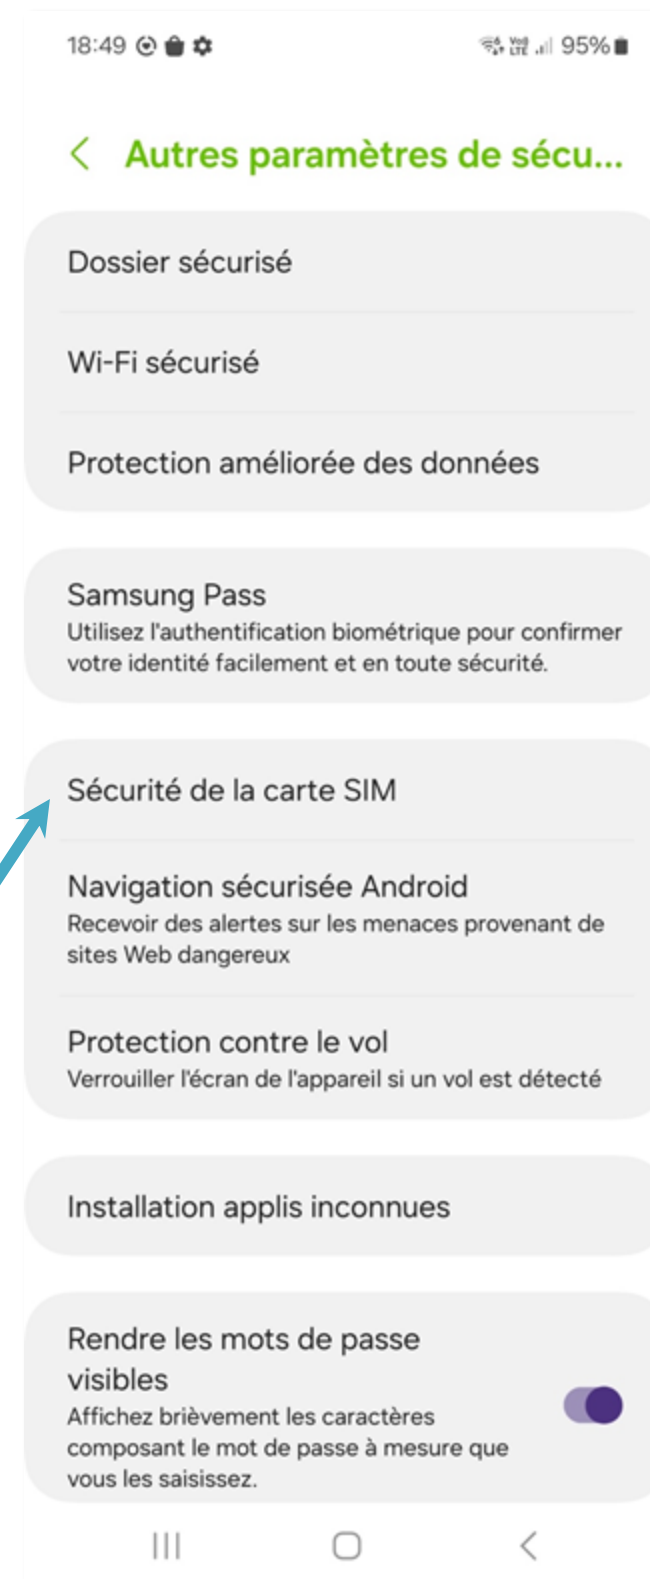 18:49 VoD LTE 95%
Autres paramètres de sécu...
Dossier sécurisé
Wi-Fi sécurisé
Protection améliorée des données
Samsung Pass
Utilisez l'authentification biométrique pour confirmer
votre identité facilement et en toute sécurité.
Sécurité de la carte SIM
Navigation sécurisée Android
Recevoir des alertes sur les menaces provenant de
sites Web dangereux
Protection contre le vol
Verrouiller l'écran de l'appareil si un vol est détecté
Installation applis inconnues
Rendre les mots de passe
visibles
Affichez brièvement les caractères
composant le mot de passe à mesure que
vous les saisissez.